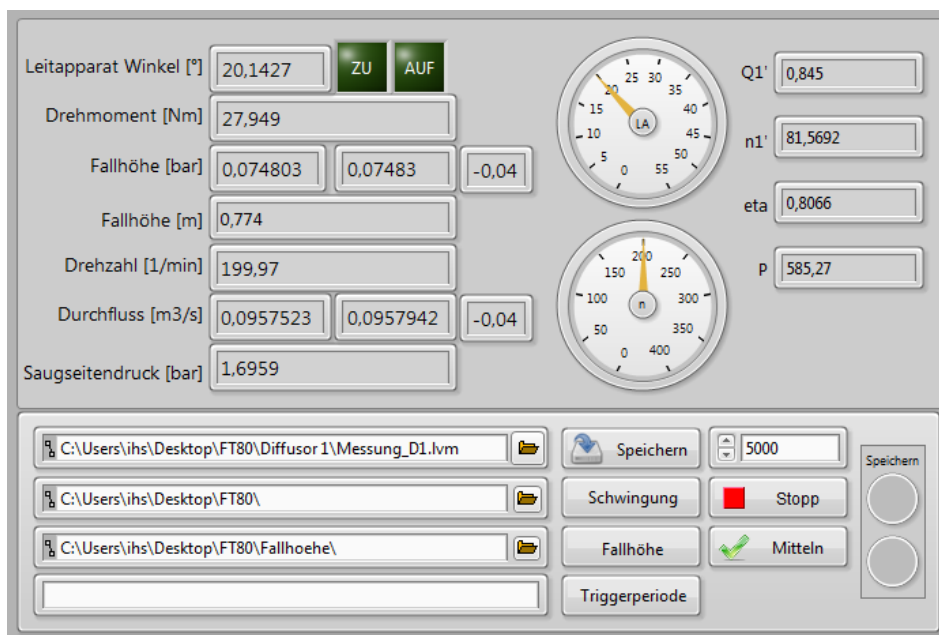 Leitapparat Winkel [°] 20,1427 ZU AUF
Drehmoment [Nm] 27,949
Fallhöhe [bar] 0,074803 0,07483 -0,04
Fallhöhe [m] 0,774
Drehzahl [1/min] 199,97
Durchfluss [m3/s] 0,0957523 0,0957942 -0,04
Saugseitendruck [bar] 1,6959
0 5 10 15 20 25 30 35 40 45 50 55
LA
0 50 100 150 200 250 300 350 400
n
Q1' 0,845
n1' 81,5692
eta 0,8066
P 585,27
C:\Users\ihs\Desktop\FT80\Diffusor 1\Messung_D1.lvm
C:\Users\ihs\Desktop\FT80\
C:\Users\ihs\Desktop\FT80\Fallhoehe\
Speichern 5000
Schwingung Stopp
Fallhöhe Mitteln
Triggerperiode
Speichern